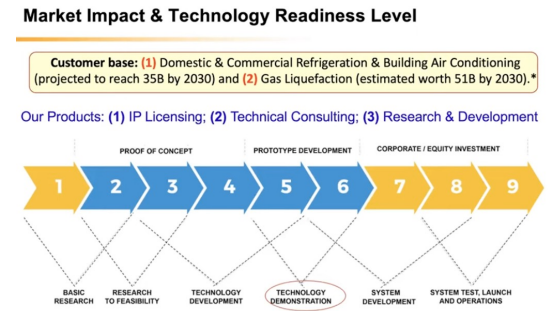 Market Impact & Technology Readiness Level
Customer base: (1) Domestic & Commercial Refrigeration & Building Air Conditioning
(projected to reach 35B by 2030) and (2) Gas Liquefaction (estimated worth 51B by 2030).*
Our Products: (1) IP Licensing; (2) Technical Consulting; (3) Research & Development
PROOF OF CONCEPT PROTOTYPE DEVELOPMENT CORPORATE / EQUITY INVESTMENT
1 2 3 4 5 6 7 8 9
BASIC RESEARCH TECHNOLOGY TECHNOLOGY SYSTEM SYSTEM TEST, LAUNCH
RESEARCH TO FEASIBILITY DEVELOPMENT DEMONSTRATION DEVELOPMENT AND OPERATIONS